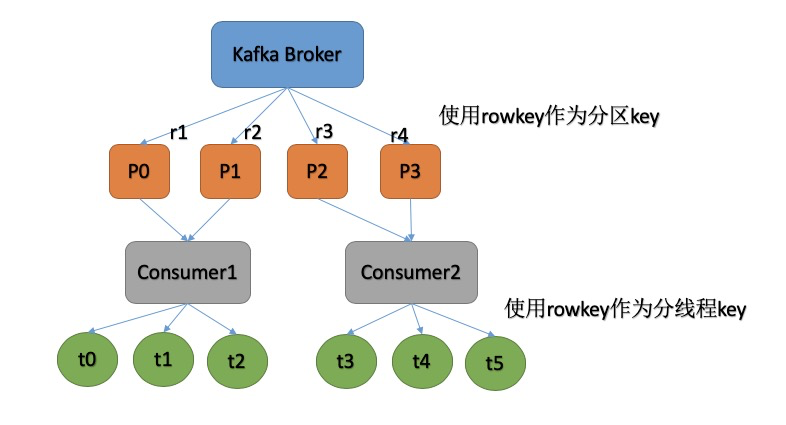 Kafka Broker
使用rowkey作为分区key
r1
r2
r3
r4
P0
P1
P2
P3
Consumer1
Consumer2
使用rowkey作为分线程key
t0
t1
t2
t3
t4
t5